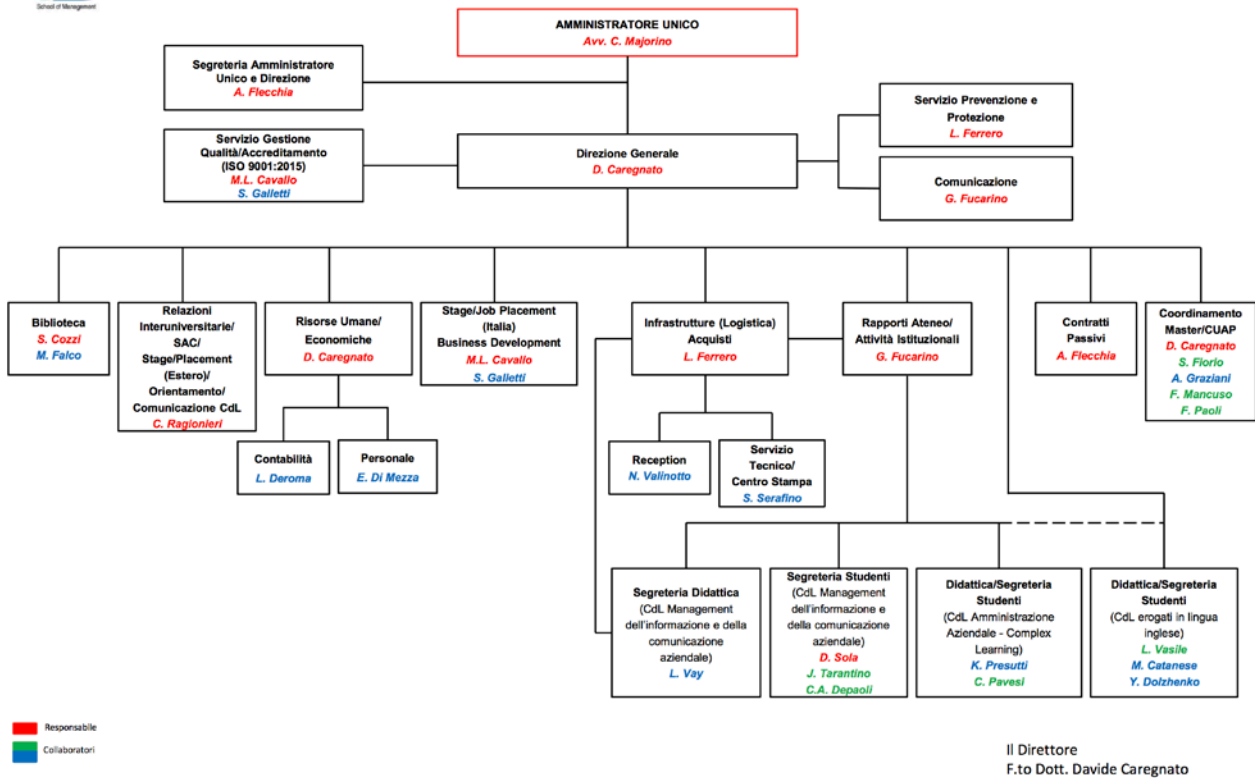 School of Management
AMMINISTRATORE UNICO
Avv. C. Majorino
Segreteria Amministratore
Unico e Direzione
A. Flecchia
Servizio Prevenzione e
Protezione
L. Ferrero
Servizio Gestione
Qualità/Accreditamento
(ISO 9001:2015)
M.L. Cavallo
S. Galletti
Direzione Generale
D. Caregnato
Comunicazione
G. Fucarino
Biblioteca
S. Cozzi
M. Falco
Relazioni
Interuniversitarie/
SAC/
Stage/Placement
(Estero)/
Orientamento/
Comunicazione CdL
C. Ragionieri
Risorse Umane/
Economiche
D. Caregnato
Stage/Job Placement
(Italia)
Business Development
M.L. Cavallo
S. Galletti
Infrastrutture (Logistica)
Acquisti
L. Ferrero
Rapporti Ateneo/
Attività Istituzionali
G. Fucarino
Contratti
Passivi
A. Flecchia
Coordinamento
Master/CUAP
D. Caregnato
S. Fiorio
A. Graziani
F. Mancuso
F. Paoli
Contabilità
L. Deroma
Personale
E. Di Mezza
Reception
N. Valinotto
Servizio
Tecnico/
Centro Stampa
S. Serafino
Segreteria Didattica
(CdL Management
dell'informazione e della
comunicazione
aziendale)
L. Vay
Segreteria Studenti
(CdL Management
dell'informazione e
della comunicazione
aziendale)
D. Sola
J. Tarantino
C.A. Depaoli
Didattica/Segreteria
Studenti
(CdL Amministrazione
Aziendale - Complex
Learning)
K. Presutti
C. Pavesi
Didattica/Segreteria
Studenti
(CdL erogati in lingua
inglese)
L. Vasile
M. Catanese
Y. Dolzhenko
Responsabile
Collaboratori
Il Direttore
F.to Dott. Davide Caregnato